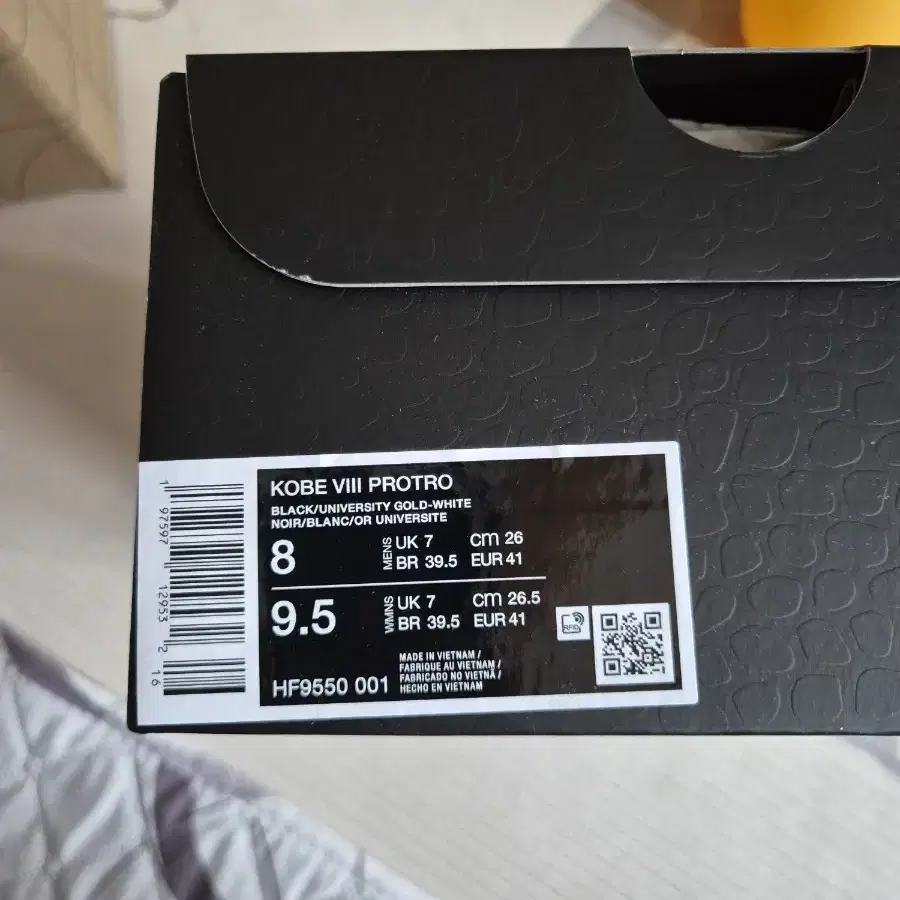 KOBE VIII PROTRO
BLACK/UNIVERSITY GOLD-WHITE
NOIR/BLANC/OR UNIVERSITE
8 MENS UK 7 cm 26
BR 39.5 EUR 41
9.5 WMNS UK 7 cm 26.5
BR 39.5 EUR 41
RFID
HF9550 001
MADE IN VIETNAM /
FABRIQUE AU VIETNAM /
FABRICADO NO VIETNÃ /
HECHO EN VIETNAM
1 97597 12953 2 16